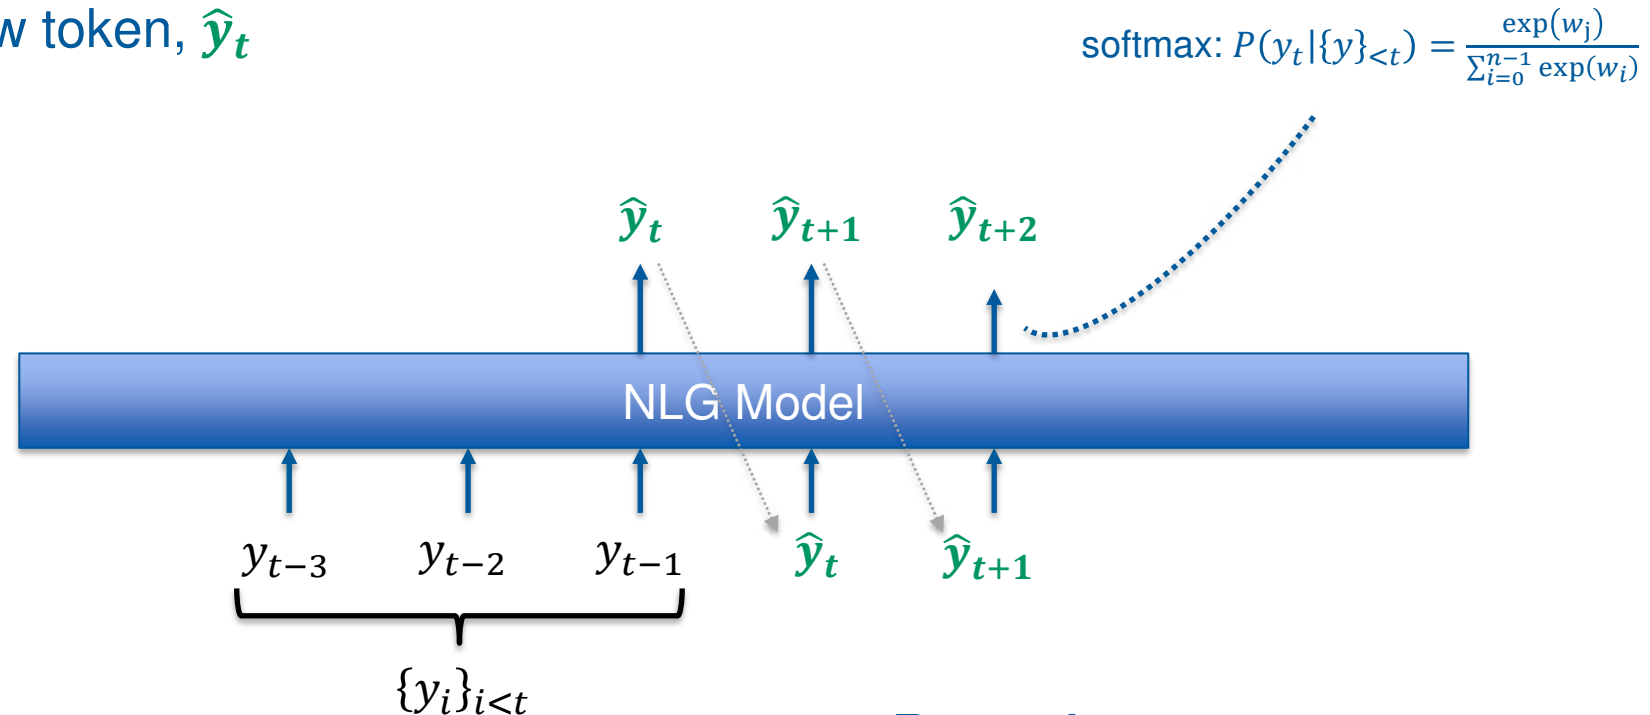 w token, ŷ_t
softmax: P(y_t|{y}_{<t}) = exp(w_j) / ∑_{i=0}^{n−1} exp(w_i)
ŷ_t ŷ_{t+1} ŷ_{t+2}
NLG Model
y_{t−3} y_{t−2} y_{t−1} ŷ_t ŷ_{t+1}
{y_i}_{i<t}